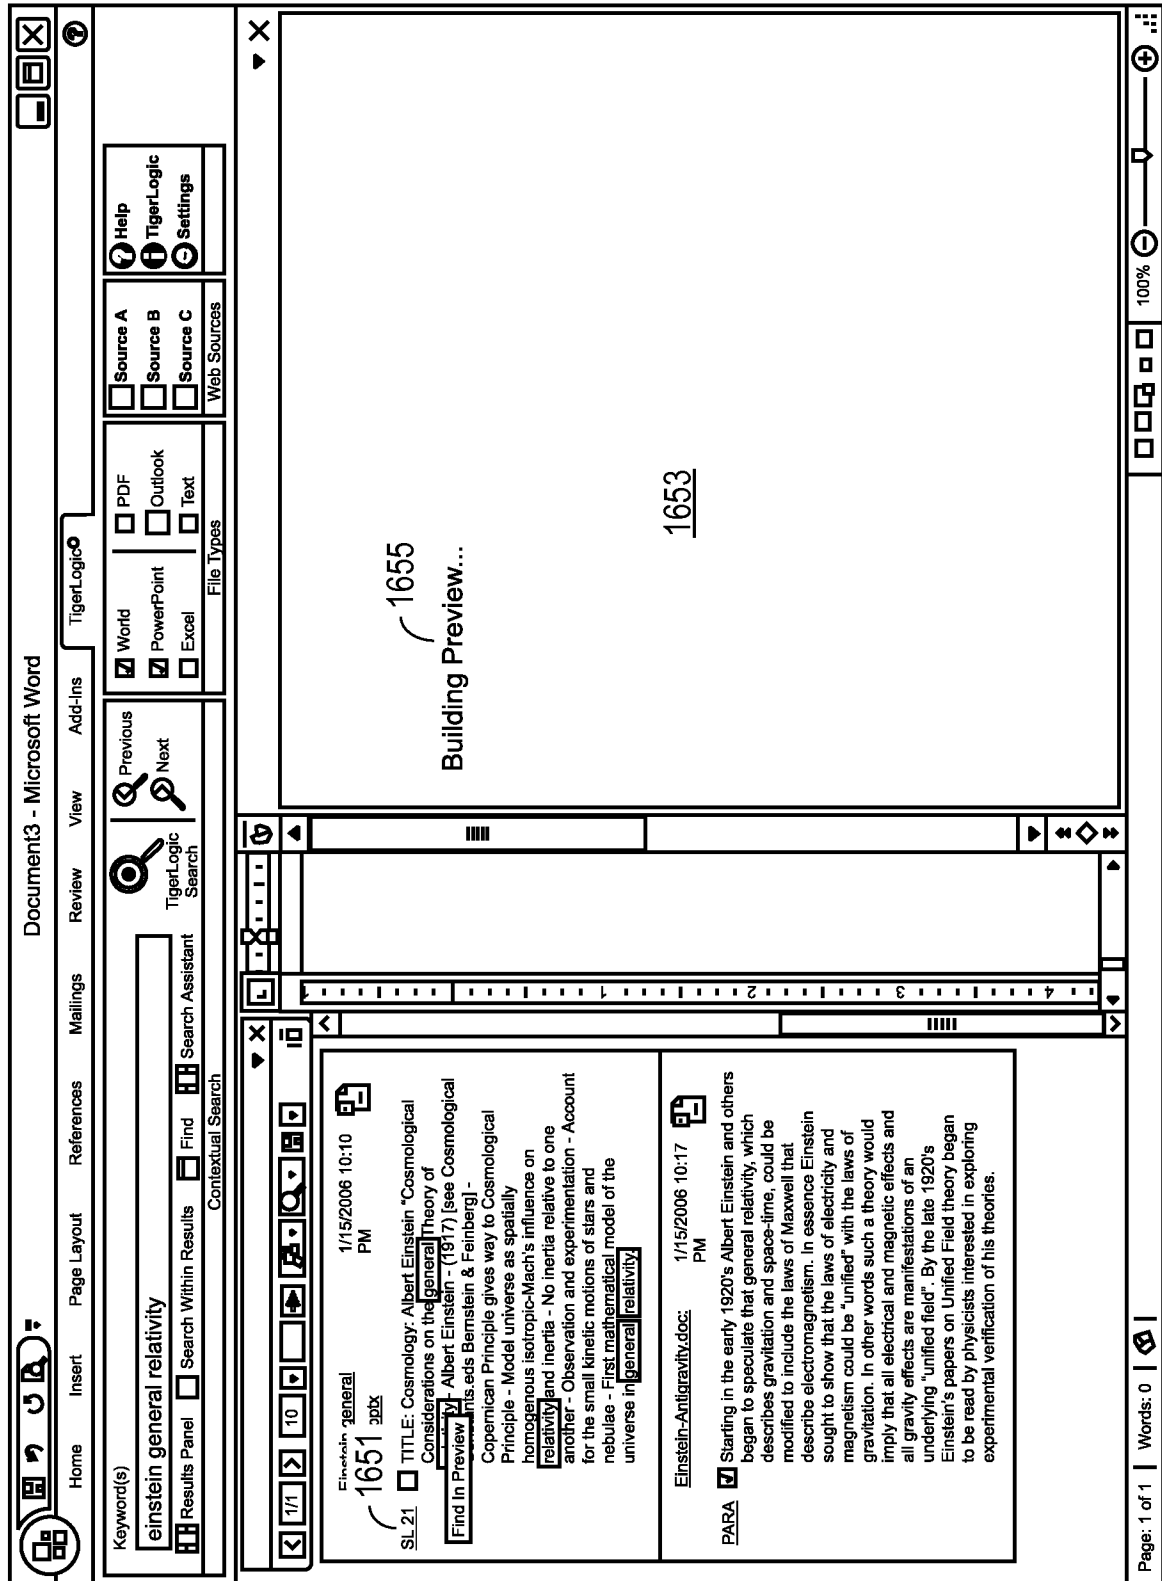 Document3 - Microsoft Word
Home Insert Page Layout References Mailings Review View Add-Ins TigerLogic
Keyword(s)
einstein general relativity
Results Panel Search Within Results Find Search Assistant
TigerLogic
Search
Previous
Next
Contextual Search
World
PowerPoint
Excel
PDF
Outlook
Text
File Types
Source A
Source B
Source C
Web Sources
Help
TigerLogic
Settings
1/1 10
1/15/2006 10:10
PM
1651 pptx
SL 21 TITLE: Cosmology: Albert Einstein "Cosmological
Considerations on the general Theory of
- Albert Einstein - (1917) [see Cosmological
Find In Preview nts.eds Bernstein & Feinberg] -
Copernican Principle gives way to Cosmological
Principle - Model universe as spatially
homogenous isotropic-Mach's influence on
relativity and inertia - No inertia relative to one
another - Observation and experimentation - Account
for the small kinetic motions of stars and
nebulae - First mathematical model of the
universe in general relativity
Einstein-Antigravity.doc: 1/15/2006 10:17
PM
PARA Starting in the early 1920's Albert Einstein and others
began to speculate that general relativity, which
describes gravitation and space-time, could be
modified to include the laws of Maxwell that
describe electromagnetism. In essence Einstein
sought to show that the laws of electricity and
magnetism could be "unified" with the laws of
gravitation. In other words such a theory would
imply that all electrical and magnetic effects and
all gravity effects are manifestations of an
underlying "unified field". By the late 1920's
Einstein's papers on Unified Field theory began
to be read by physicists interested in exploring
experimental verification of his theories.
1
1
2
3
4
1655
Building Preview...
1653
Page: 1 of 1 Words: 0 100%